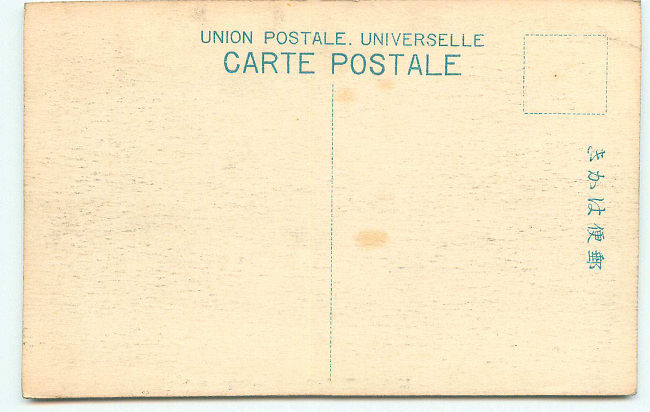 UNION POSTALE. UNIVERSELLE
CARTE POSTALE
郵便はかき